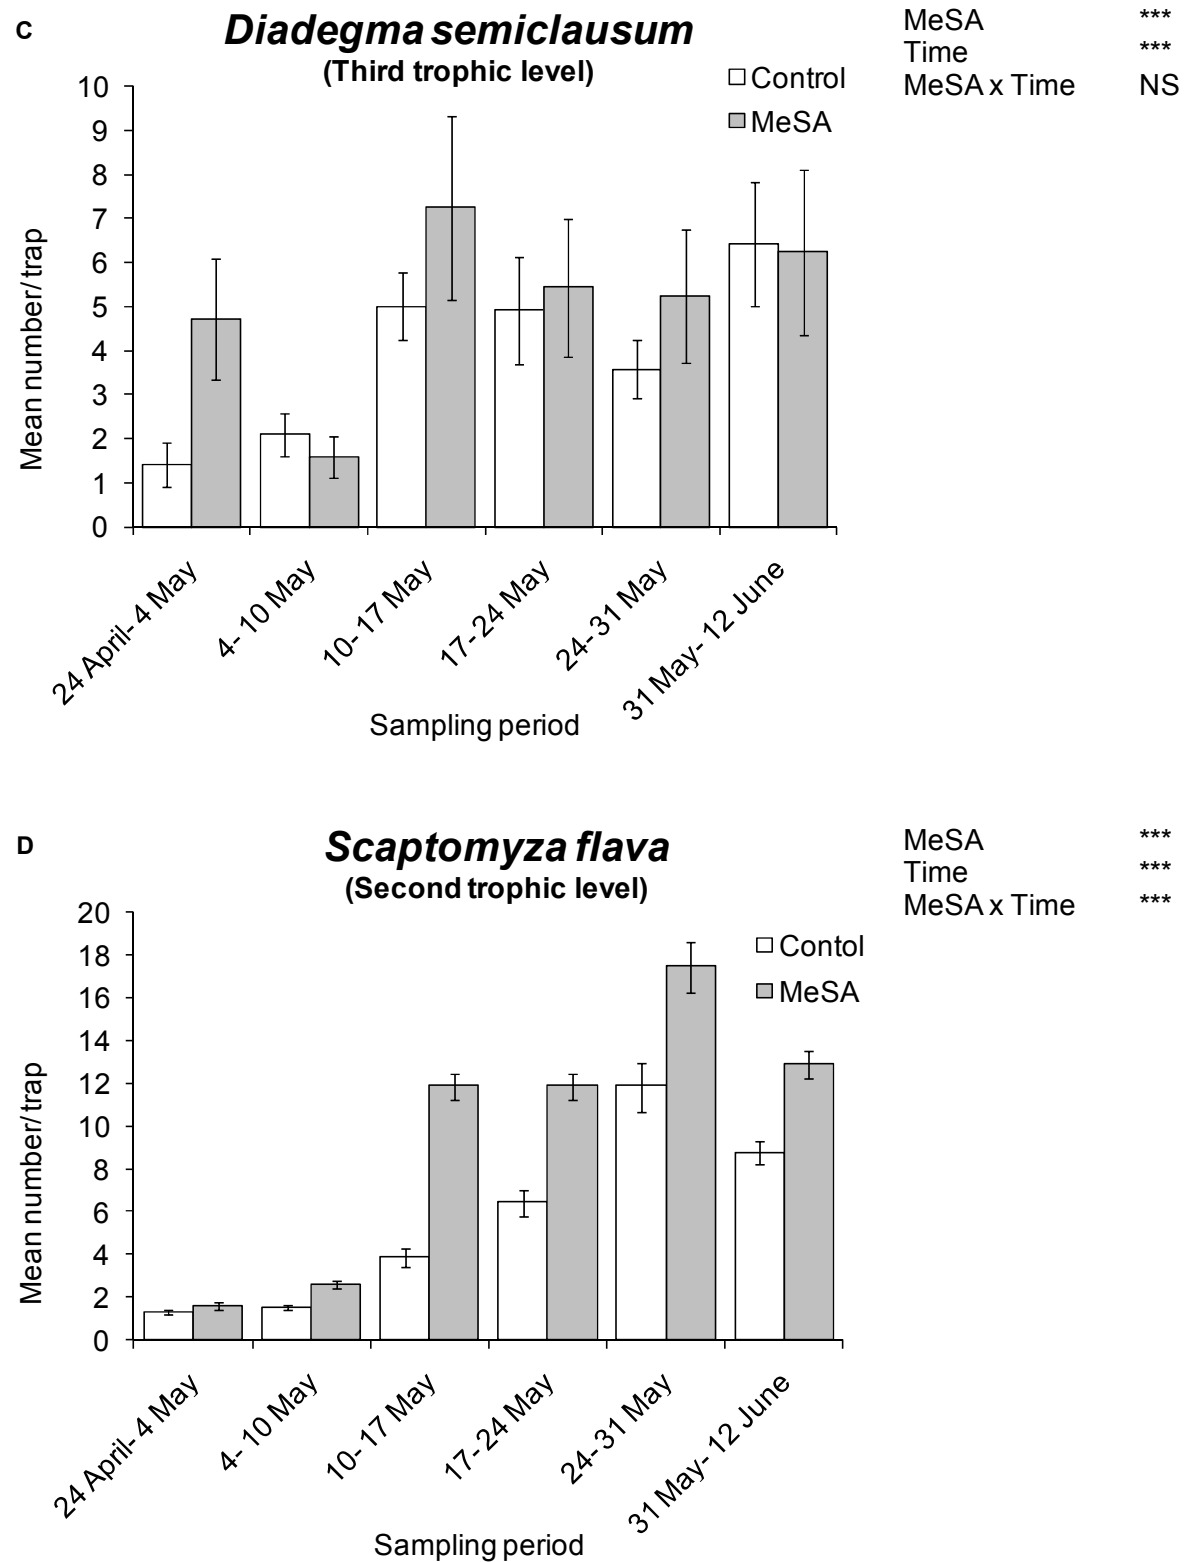 C
Diadegma semiclausum
(Third trophic level)
MeSA ***
Time ***
MeSA x Time NS
Control
MeSA
10
9
8
7
6
5
4
3
2
1
0
Mean number/trap
24 April- 4 May
4- 10 May
10- 17 May
17- 24 May
24- 31 May
31 May- 12 June
Sampling period
D
Scaptomyza flava
(Second trophic level)
MeSA ***
Time ***
MeSA x Time ***
Contol
MeSA
20
18
16
14
12
10
8
6
4
2
0
Mean number/trap
24 April- 4 May
4- 10 May
10- 17 May
17- 24 May
24- 31 May
31 May- 12 June
Sampling period